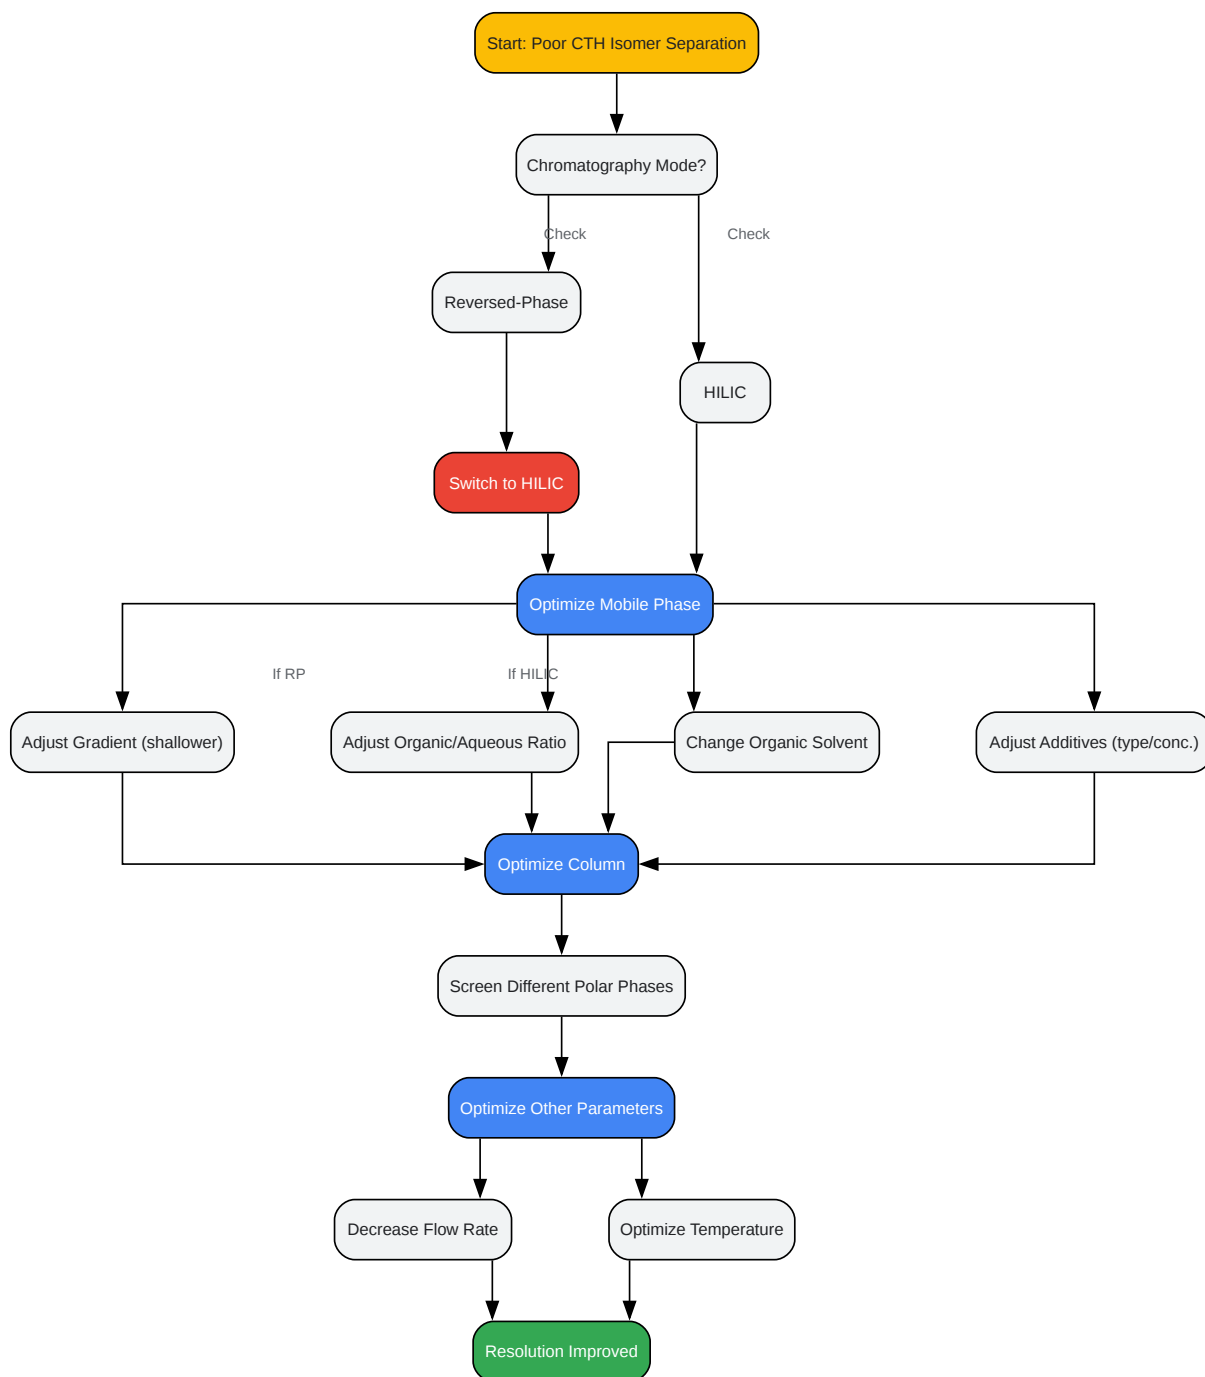 Start: Poor CTH Isomer Separation
Chromatography Mode?
Check
Check
Reversed-Phase
HILIC
Switch to HILIC
Optimize Mobile Phase
If RP
If HILIC
Adjust Gradient (shallower)
Adjust Organic/Aqueous Ratio
Change Organic Solvent
Adjust Additives (type/conc.)
Optimize Column
Screen Different Polar Phases
Optimize Other Parameters
Decrease Flow Rate
Optimize Temperature
Resolution Improved